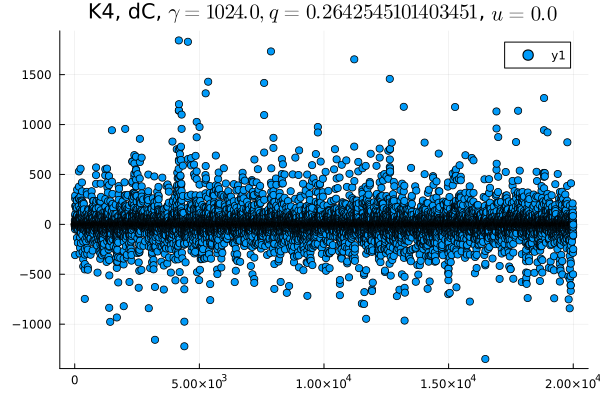 K4, dC, γ = 1024.0, q = 0.2642545101403451, u = 0.0
y1
1500
1000
500
0
−500
−1000
0 5.00×10³ 1.00×10⁴ 1.50×10⁴ 2.00×10⁴